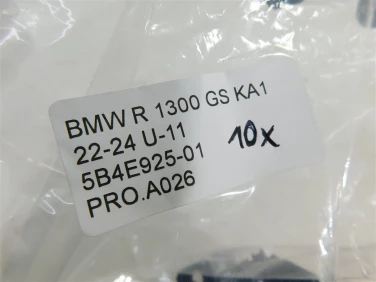 BMW R 1300 GS KA1
22-24 U-11
5B4E925-01
PRO.A026
10x